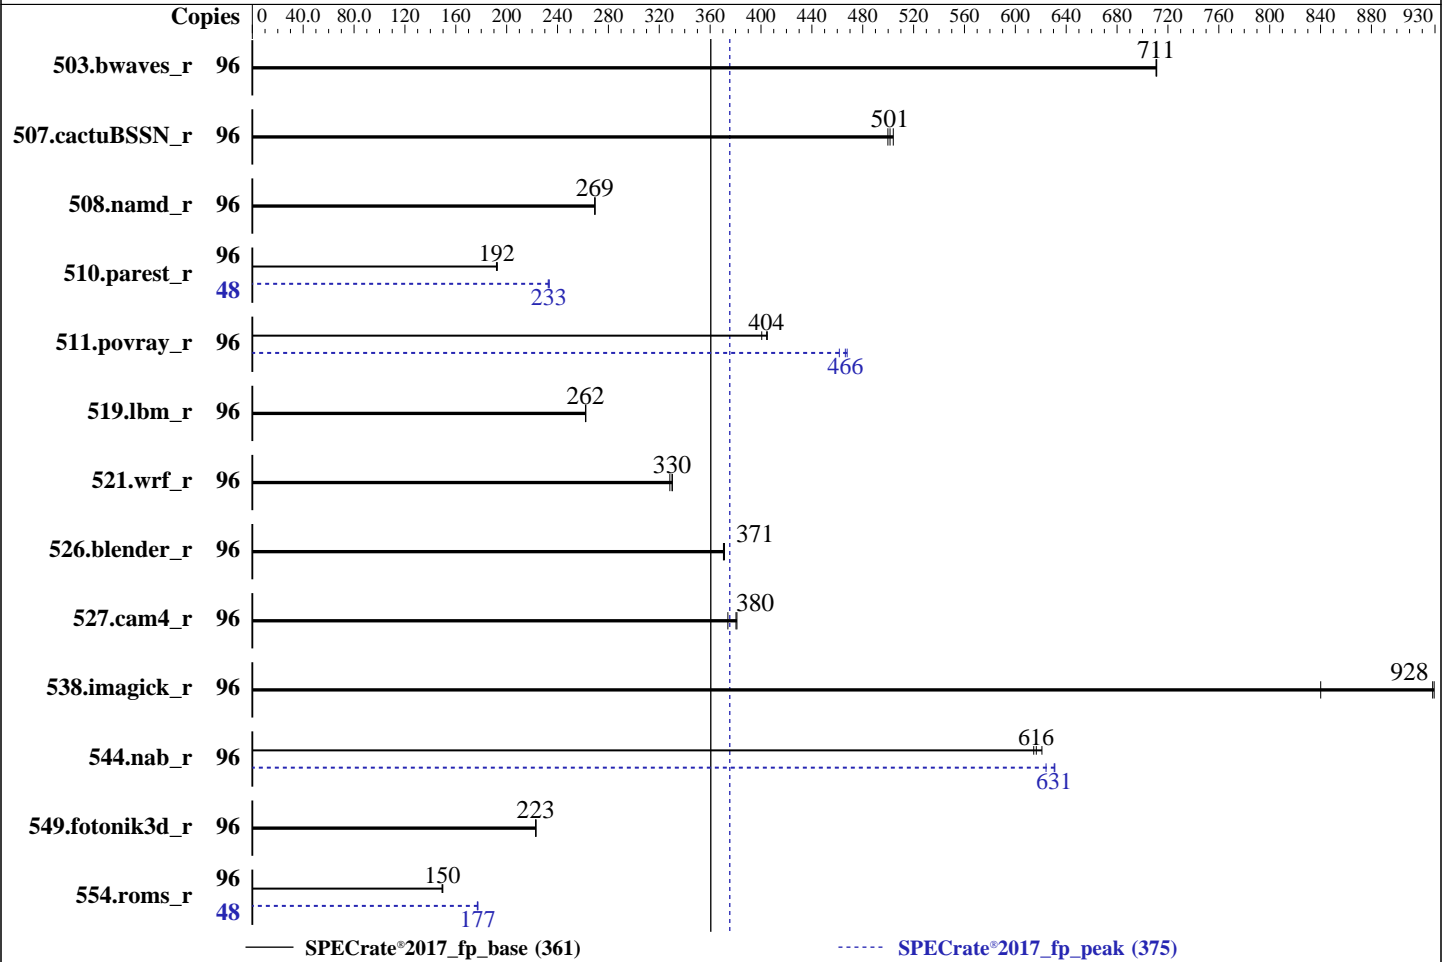 Copies 0 40.0 80.0 120 160 200 240 280 320 360 400 440 480 520 560 600 640 680 720 760 800 840 880 930
503.bwaves_r 96 711
507.cactuBSSN_r 96 501
508.namd_r 96 269
510.parest_r 96 192
48 233
511.povray_r 96 404
466
519.lbm_r 96 262
521.wrf_r 96 330
526.blender_r 96 371
527.cam4_r 96 380
538.imagick_r 96 928
544.nab_r 96 616
631
549.fotonik3d_r 96 223
554.roms_r 96 150
48 177
SPECrate®2017_fp_base (361) SPECrate®2017_fp_peak (375)